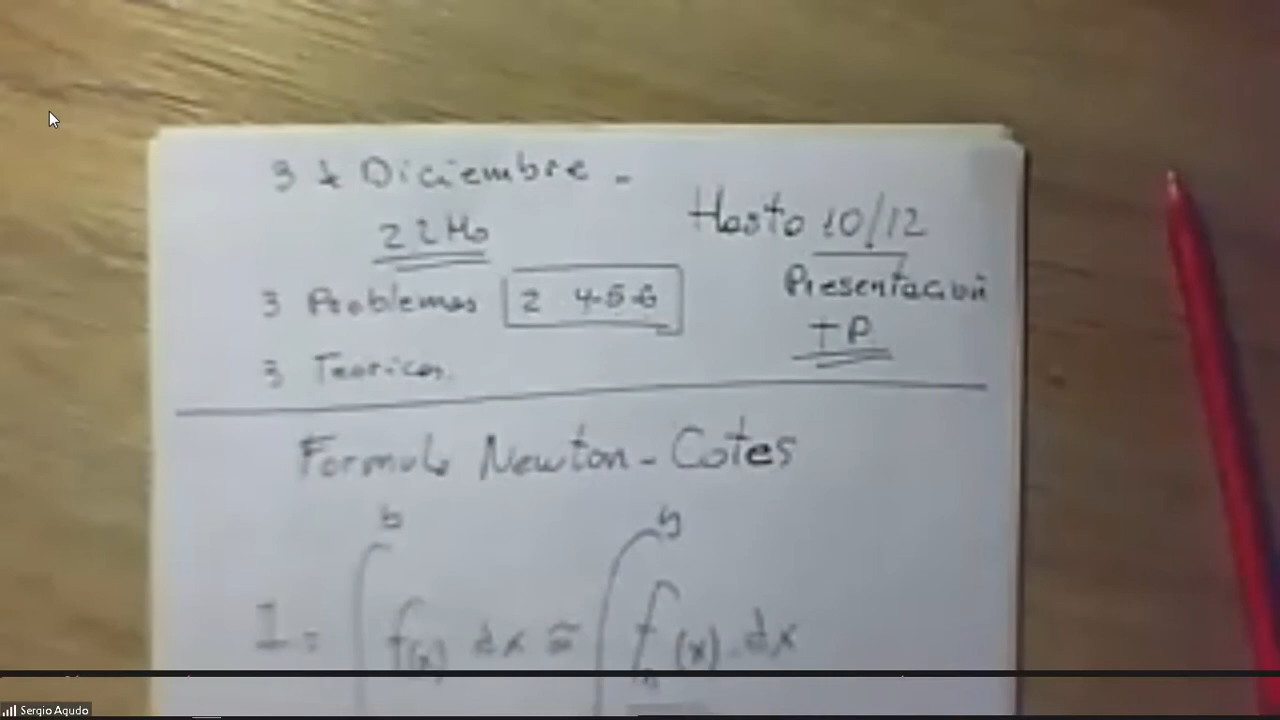 3 d Diciembre -
22 Hs
Hasta 10/12
Presentación
TP
3 Problemas 2 4-5-6
3 Teoricos.
Formula Newton - Cotes
b b
I = ∫ f(x) dx ≅ ∫ fn(x) . dx
Sergio Agudo